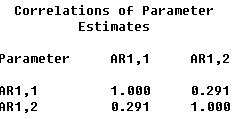 Correlations of Parameter
Estimates
Parameter AR1,1 AR1,2
AR1,1 1.000 0.291
AR1,2 0.291 1.000